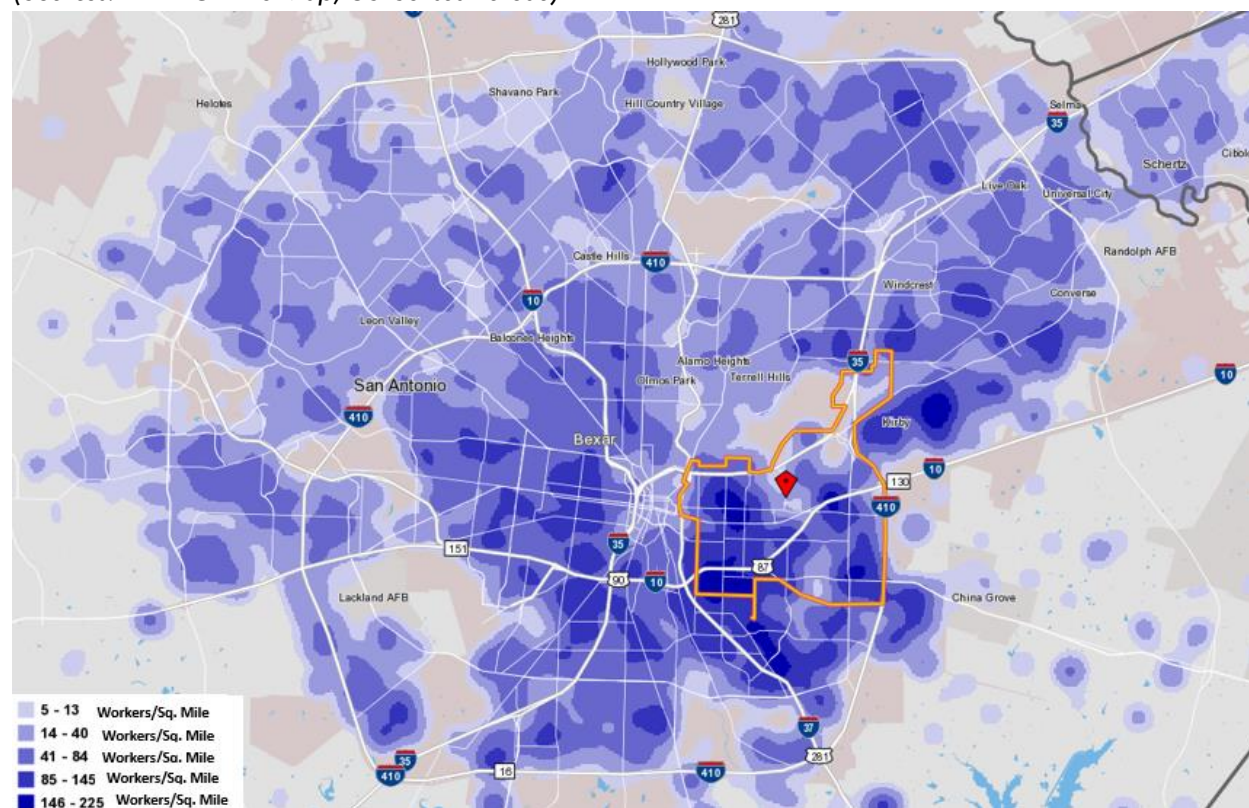 281
Hollywood Park
Shavano Park
Helotes
Hill Country Village
Selma
35
Schertz
Cibolo
Live Oak
Universal City
Randolph AFB
Castle Hills
410
Windcrest
10
Converse
Leon Valley
Balcones Heights
Alamo Heights
35
Olmos Park
Terrell Hills
10
San Antonio
410
Bexar
Kirby
10
130
410
35
151
87
90
10
Lackland AFB
China Grove
37
281
35
410
16
410
5 - 13 Workers/Sq. Mile
14 - 40 Workers/Sq. Mile
41 - 84 Workers/Sq. Mile
85 - 145 Workers/Sq. Mile
146 - 225 Workers/Sq. Mile